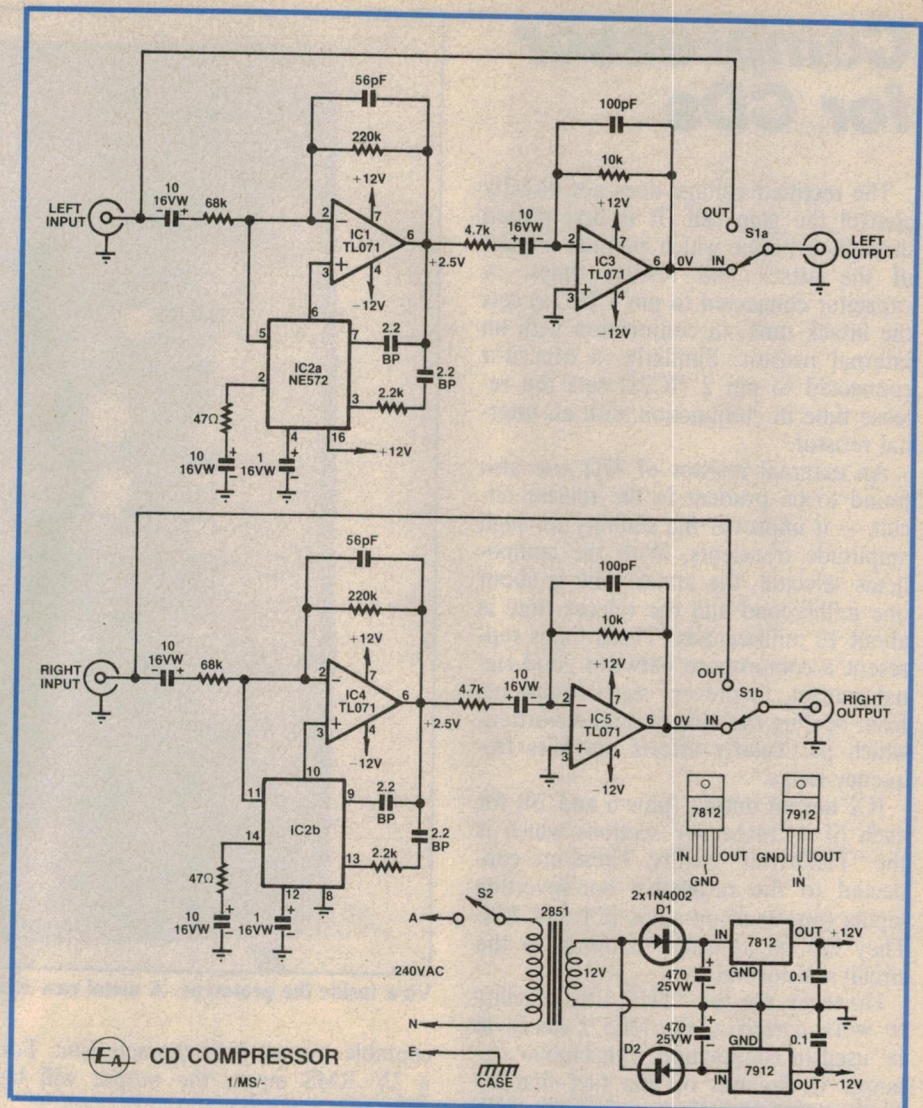 56pF
220k
+12V
10
16VW
68k
LEFT
INPUT
2
7
IC1
TL071
6
3
4
+2.5V
-12V
4.7k
10
16VW
100pF
10k
+12V
2
7
IC3
TL071
6
0V
3
4
-12V
OUT
S1a
IN
LEFT
OUTPUT
6
5
7
2.2
BP
IC2a
NE572
2
3
2.2k
2.2
BP
47Ω
4
16
+12V
10
16VW
1
16VW
56pF
220k
+12V
10
16VW
68k
RIGHT
INPUT
2
7
IC4
TL071
6
3
4
+2.5V
-12V
4.7k
10
16VW
100pF
10k
+12V
2
7
IC5
TL071
6
0V
3
4
-12V
OUT
S1b
IN
RIGHT
OUTPUT
10
11
9
2.2
BP
IC2b
14
13
2.2k
2.2
BP
47Ω
12
8
10
16VW
1
16VW
7812
IN
OUT
GND
7912
GND
OUT
IN
A
S2
2851
240VAC
12V
N
CASE
2x1N4002
D1
D2
IN
7812
OUT
+12V
GND
470
25VW
0.1
470
25VW
0.1
GND
IN
7912
OUT
-12V
EA CD COMPRESSOR
1/MS/-